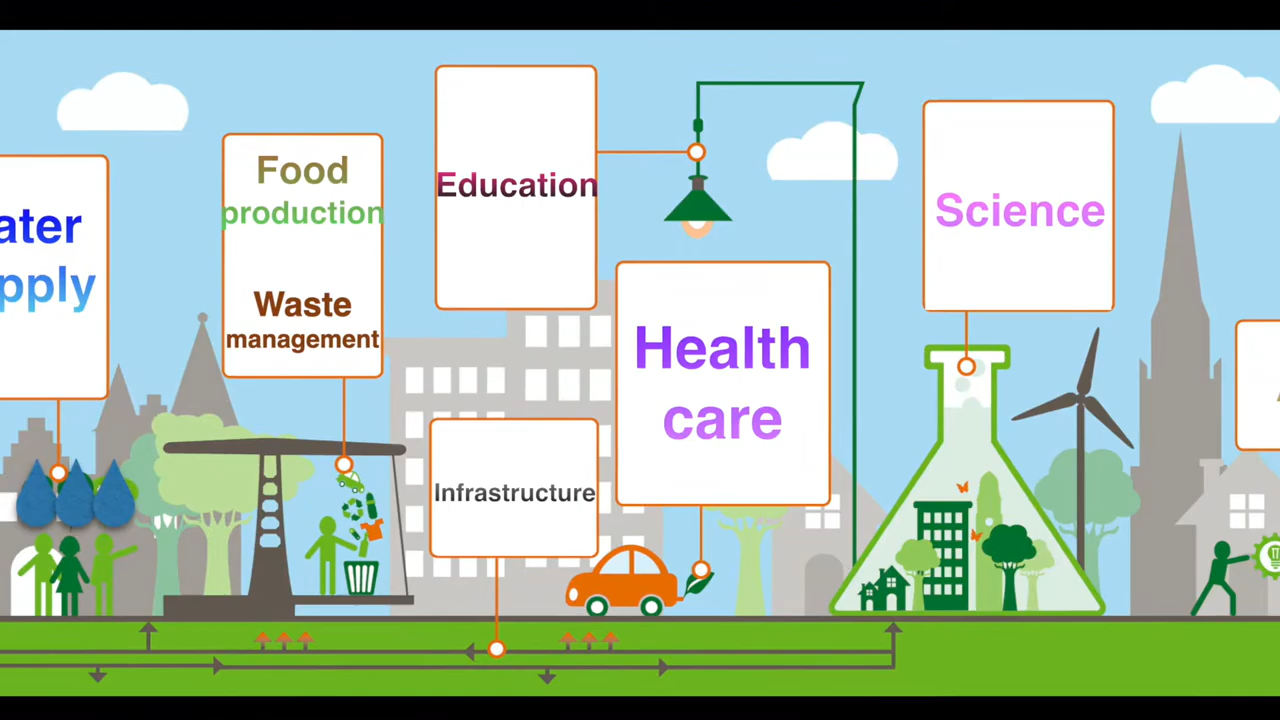 ater
pply
Food
production
Waste
management
Education
Infrastructure
Health
care
Science